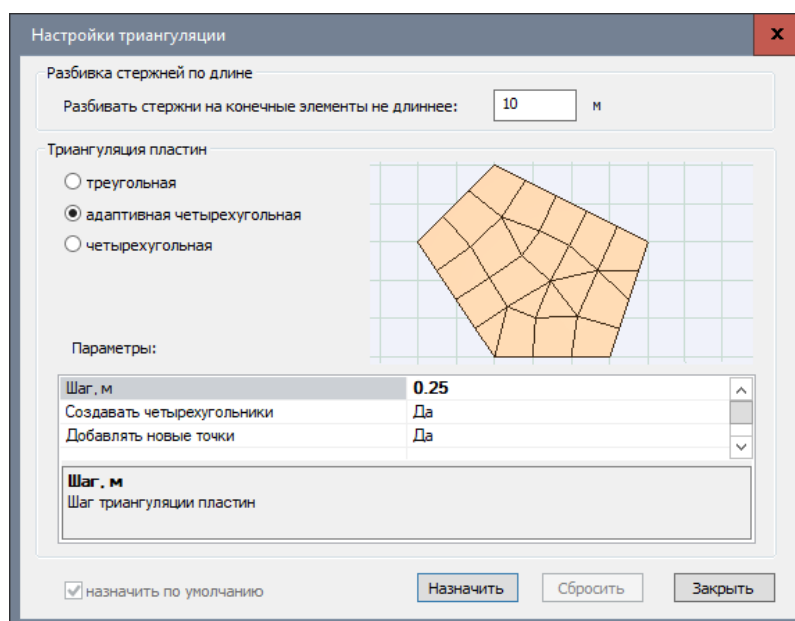 Настройки триангуляции
x
Разбивка стержней по длине
Разбивать стержни на конечные элементы не длиннее: 10 м
Триангуляция пластин
треугольная
адаптивная четырехугольная
четырехугольная
Параметры:
Шаг, м 0.25
Создавать четырехугольники Да
Добавлять новые точки Да
Шаг, м
Шаг триангуляции пластин
назначить по умолчанию Назначить Сбросить Закрыть